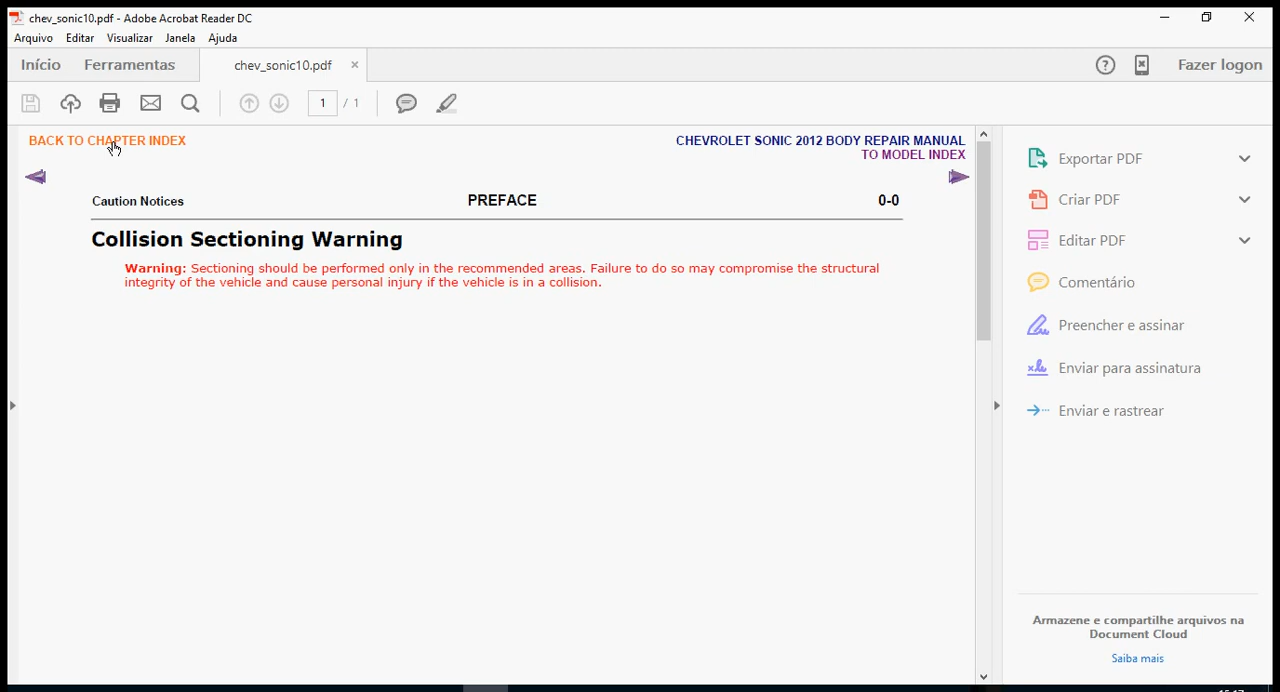 chev_sonic10.pdf - Adobe Acrobat Reader DC
Arquivo Editar Visualizar Janela Ajuda
Início Ferramentas chev_sonic10.pdf × ? Fazer logon
1 / 1
BACK TO CHAPTER INDEX
CHEVROLET SONIC 2012 BODY REPAIR MANUAL
TO MODEL INDEX
Caution Notices PREFACE 0-0
Collision Sectioning Warning
Warning: Sectioning should be performed only in the recommended areas. Failure to do so may compromise the structural
integrity of the vehicle and cause personal injury if the vehicle is in a collision.
Exportar PDF
Criar PDF
Editar PDF
Comentário
Preencher e assinar
Enviar para assinatura
Enviar e rastrear
Armazene e compartilhe arquivos na
Document Cloud
Saiba mais